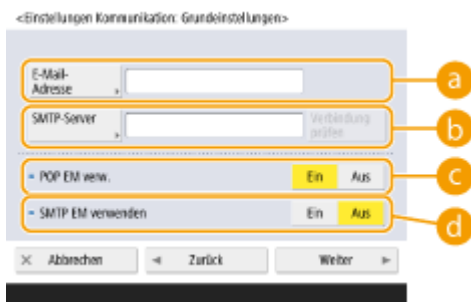 <Einstellungen Kommunikation: Grundeinstellungen>
E-Mail-
Adresse
a
SMTP-Server
Verbindung
prüfen
b
POP EM verw.
Ein
Aus
c
SMTP EM verwenden
Ein
Aus
d
Abbrechen
Zurück
Weiter